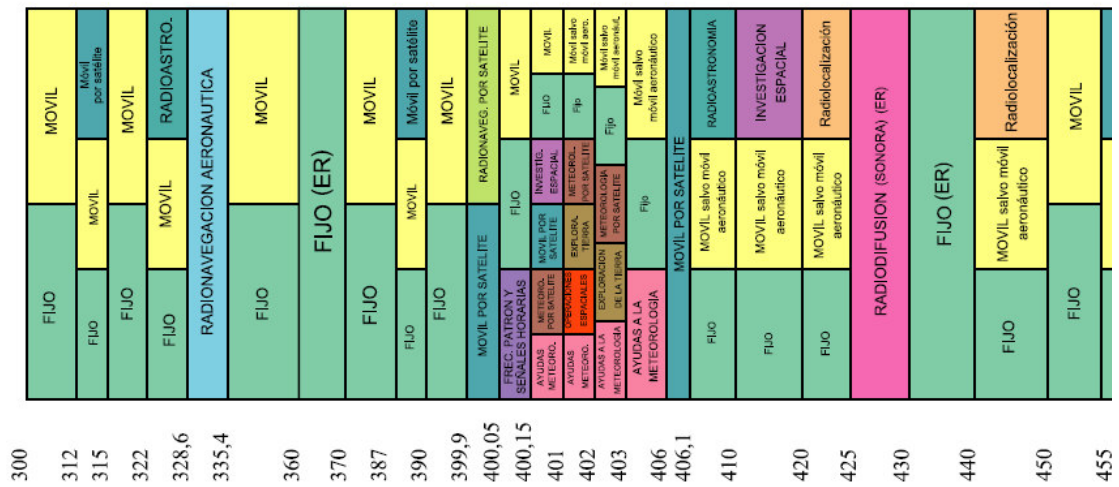 MOVIL
FIJO
Móvil
por satélite
MOVIL
FIJO
MOVIL
FIJO
RADIOASTRO.
MOVIL
FIJO
RADIONAVEGACION AERONAUTICA
MOVIL
FIJO
FIJO (ER)
MOVIL
FIJO
Móvil por satélite
MOVIL
FIJO
MOVIL
FIJO
RADIONAVEG. POR SATELITE
MOVIL POR SATELITE
MOVIL
FIJO
FREC. PATRON Y
SEÑALES HORARIAS
MOVIL
FIJO
INVESTIG.
ESPACIAL
MOVIL POR
SATELITE
METEORO.
POR SATELITE
AYUDAS
METEORO.
Móvil salvo
móvil aero.
Fijo
METEOROL.
POR SATELITE
EXPLORA.
TIERRA
OPERACIONES
ESPACIALES
AYUDAS
METEORO.
Móvil salvo
móvil aeronáut.
Fijo
METEOROLOGÍA
POR SATELITE
EXPLORACION
DE LA TIERRA
AYUDAS A LA
METEOROLOGIA
Móvil salvo
móvil aeronáutico
Fijo
AYUDAS A LA
METEOROLOGÍA
MOVIL POR SATELITE
RADIOASTRONOMÍA
MOVIL salvo móvil
aeronáutico
FIJO
INVESTIGACION
ESPACIAL
MOVIL salvo móvil
aeronáutico
FIJO
Radiolocalización
MOVIL salvo móvil
aeronáutico
FIJO
RADIODIFUSION (SONORA) (ER)
FIJO (ER)
Radiolocalización
MOVIL salvo móvil
aeronáutico
FIJO
MOVIL
FIJO
300
312
315
322
328,6
335,4
360
370
387
390
399,9
400,05
400,15
401
402
403
406
406,1
410
420
425
430
440
450
455